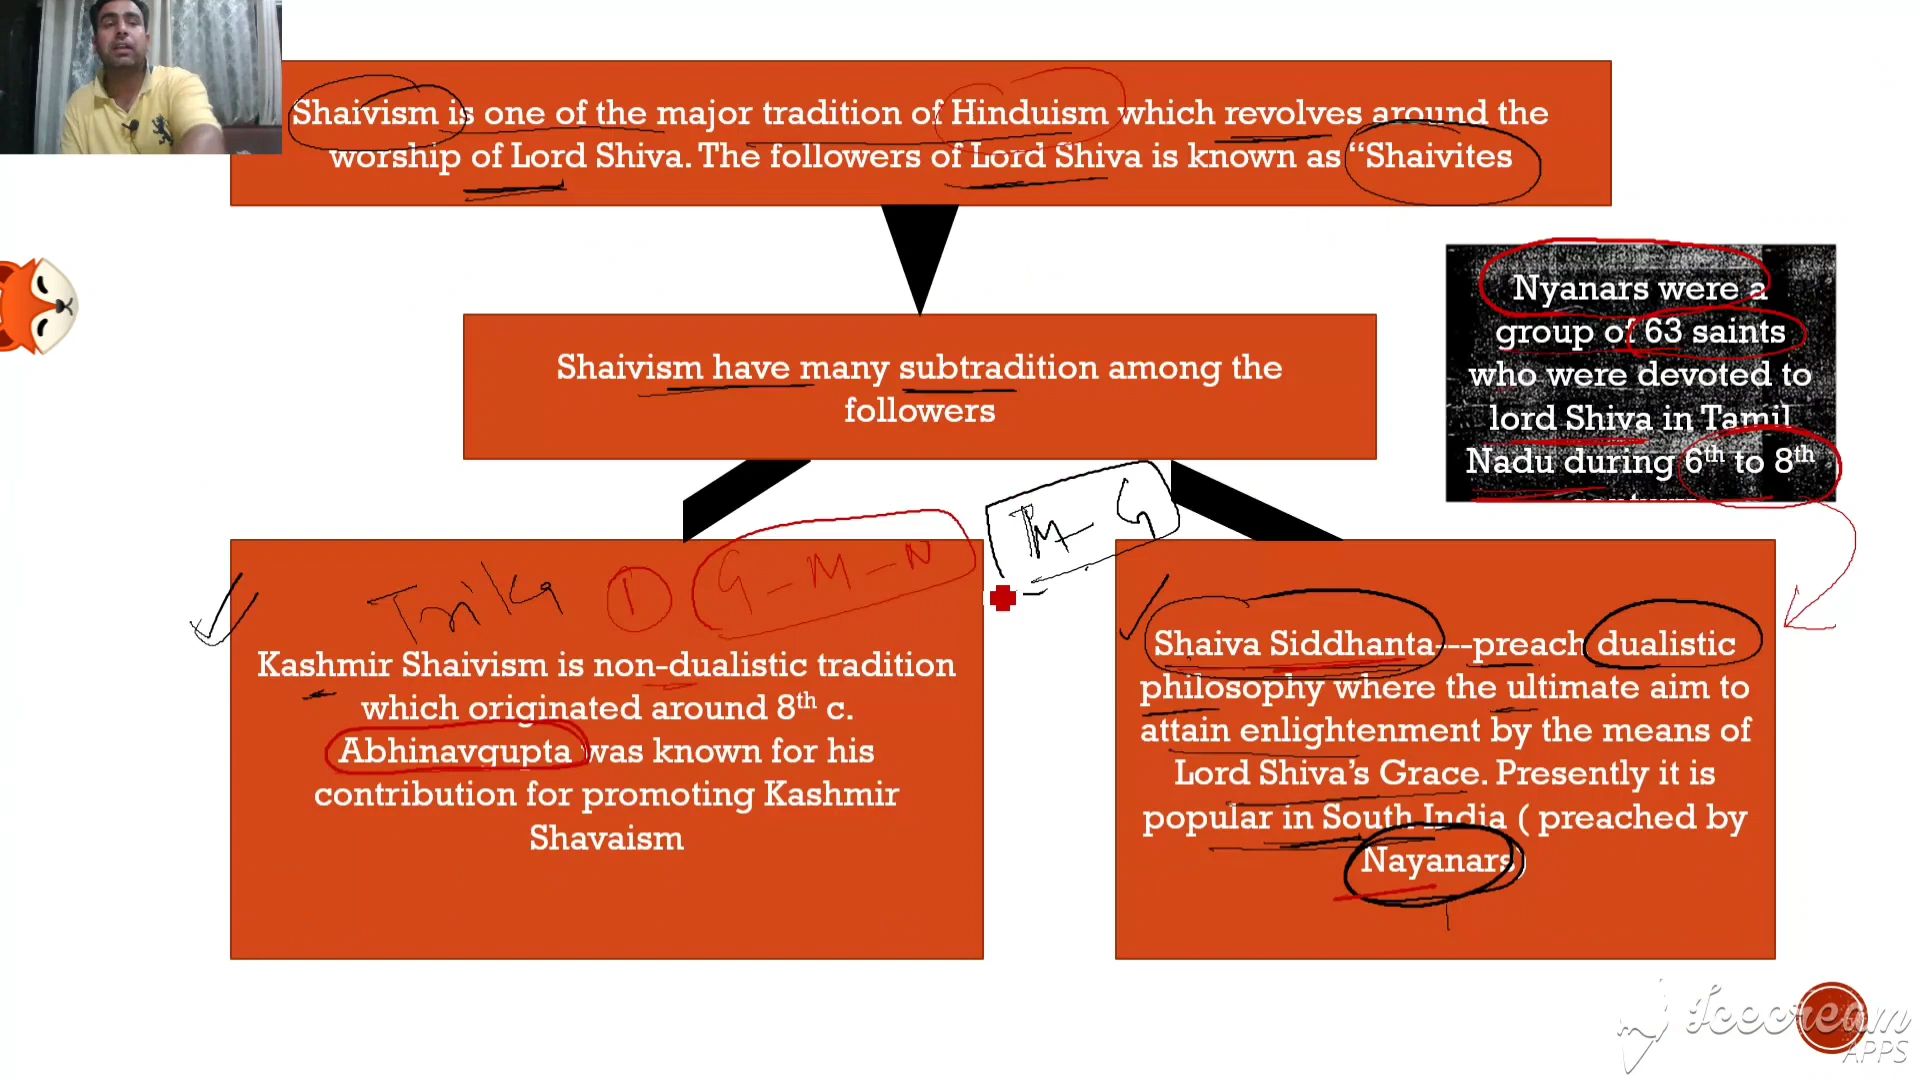 Shaivism is one of the major tradition of Hinduism which revolves around the
worship of Lord Shiva. The followers of Lord Shiva is known as “Shaivites
Shaivism have many subtradition among the
followers
Nyanars were a
group of 63 saints
who were devoted to
lord Shiva in Tamil
Nadu during 6th to 8th
Trika 1 G - M - N
M - G
Kashmir Shaivism is non-dualistic tradition
which originated around 8th c.
Abhinavgupta was known for his
contribution for promoting Kashmir
Shavaism
Shaiva Siddhanta---preach dualistic
philosophy where the ultimate aim to
attain enlightenment by the means of
Lord Shiva’s Grace. Presently it is
popular in South India ( preached by
Nayanars)
Icecream
APPS